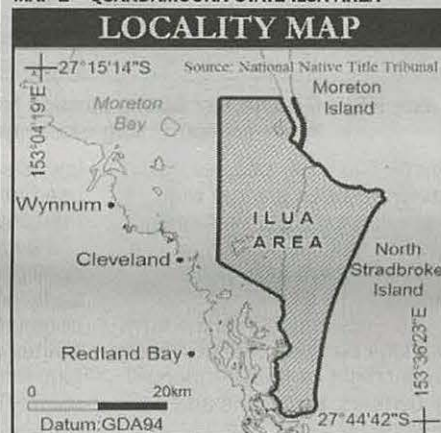 LOCALITY MAP
27°15'14"S
Source: National Native Title Tribunal
153°04'19"E
Moreton
Bay
Moreton
Island
Wynnum
ILUA
AREA
Cleveland
North
Stradbroke
Island
Redland Bay
153°36'23"E
0 20km
Datum:GDA94
27°44'42"S